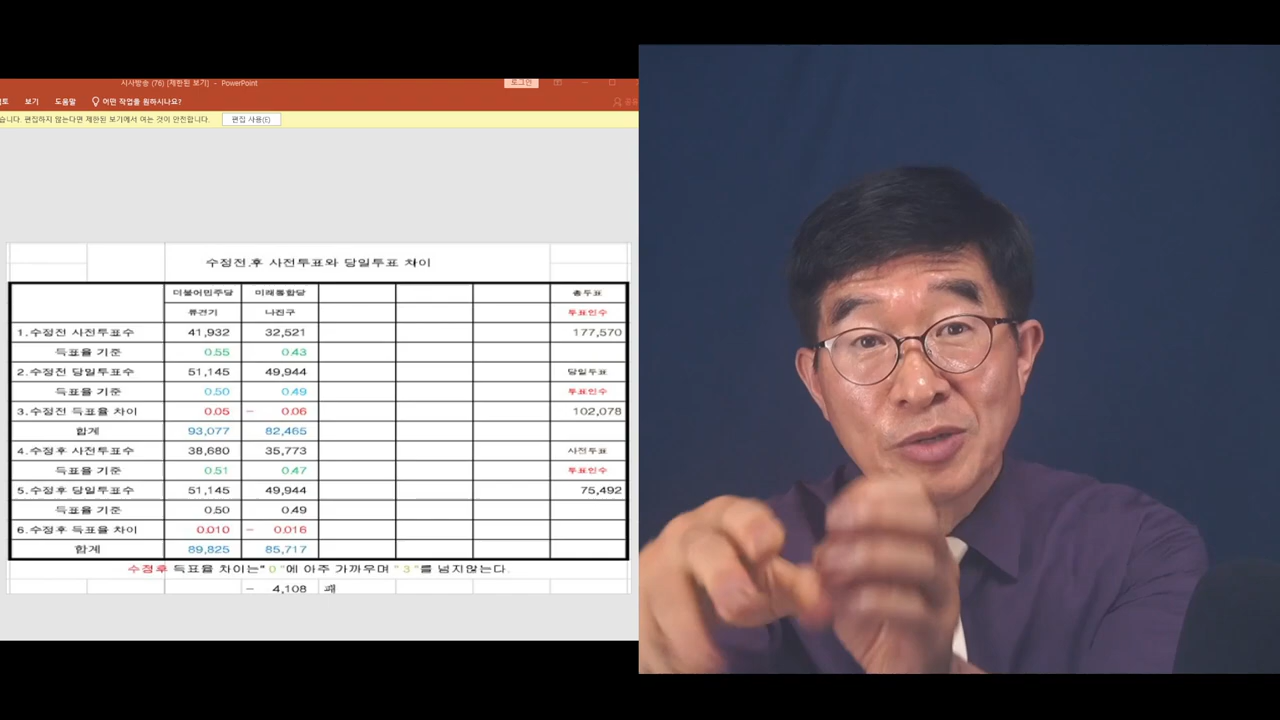 시사방송 (76) [제한된 보기] - PowerPoint 로그인
보기 도움말 어떤 작업을 원하시나요?
편집하지 않는다면 제한된 보기에서 여는 것이 안전합니다. 편집 사용(E)
수정전.후 사전투표와 당일투표 차이
더불어민주당 미래통합당 총투표
류건기 나진구 투표인수
1.수정전 사전투표수 41,932 32,521 177,570
득표율 기준 0.55 0.43
2.수정전 당일투표수 51,145 49,944 당일투표
득표율 기준 0.50 0.49 투표인수
3.수정전 득표율 차이 0.05 - 0.06 102,078
합계 93,077 82,465
4.수정후 사전투표수 38,680 35,773 사전투표
득표율 기준 0.51 0.47 투표인수
5.수정후 당일투표수 51,145 49,944 75,492
득표율 기준 0.50 0.49
6.수정후 득표율 차이 0.010 - 0.016
합계 89,825 85,717
수정후 득표율 차이는"0"에 아주 가까우며 "3"를 넘지않는다.
- 4,108 패